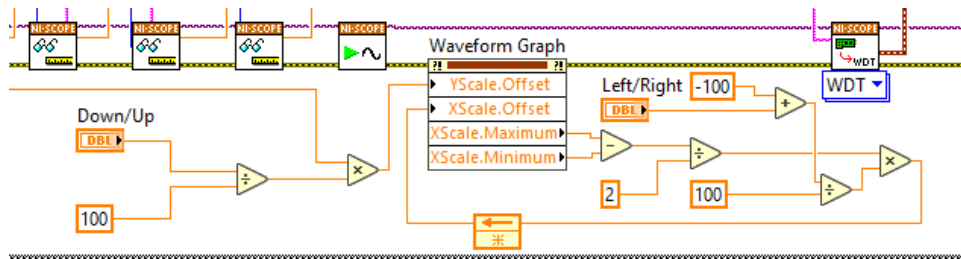 NI-SCOPE NI-SCOPE NI-SCOPE NI-SCOPE NI-SCOPE
WDT
Waveform Graph
?! ?!
YScale.Offset
XScale.Offset
XScale.Maximum
XScale.Minimum
Left/Right -100
DBL
WDT
Down/Up
DBL
+
-
÷
×
×
÷
÷
2
100
100